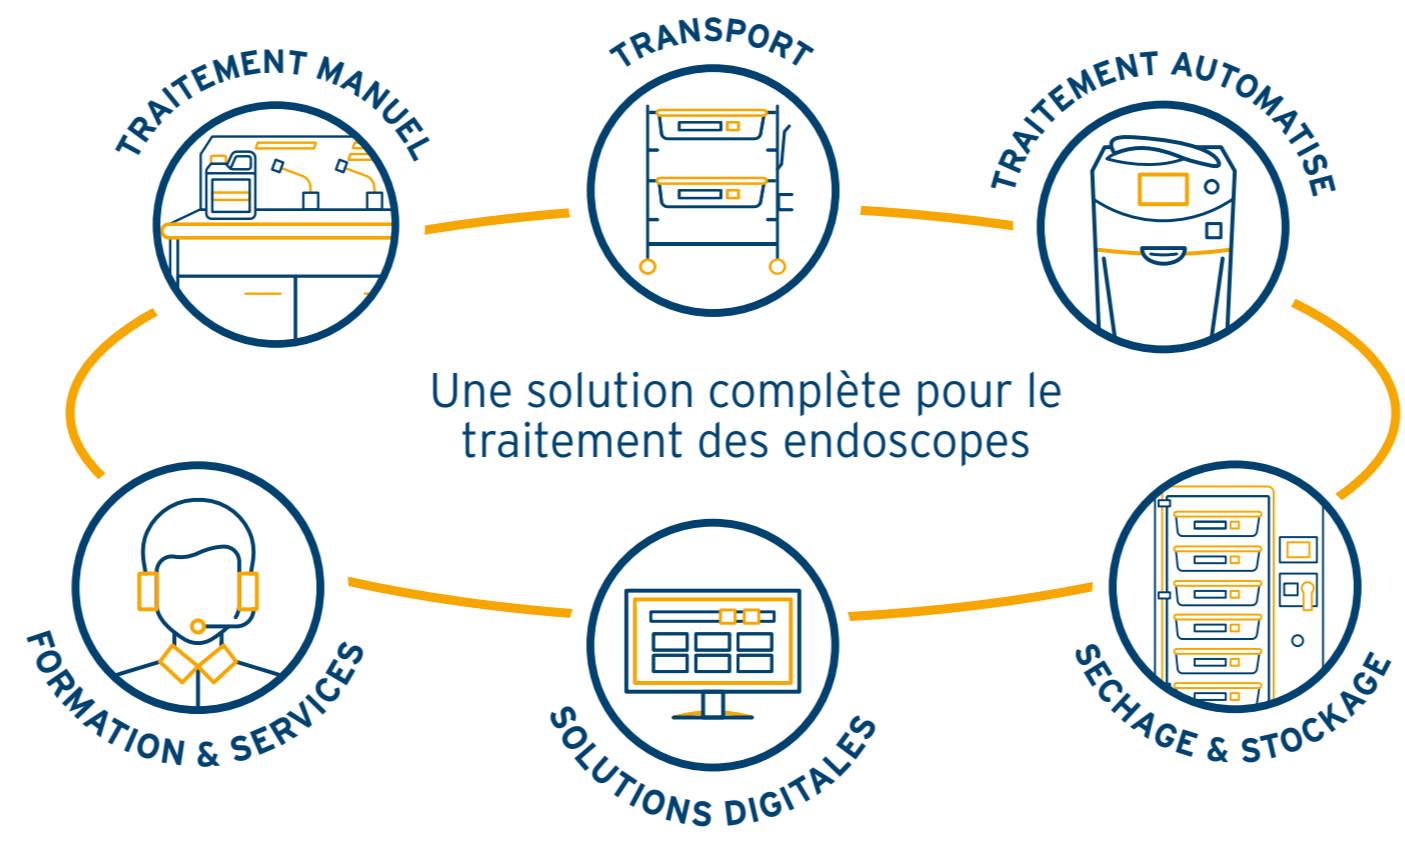 TRAITEMENT MANUEL
TRANSPORT
TRAITEMENT AUTOMATISE
Une solution complète pour le
traitement des endoscopes
FORMATION & SERVICES
SOLUTIONS DIGITALES
SECHAGE & STOCKAGE